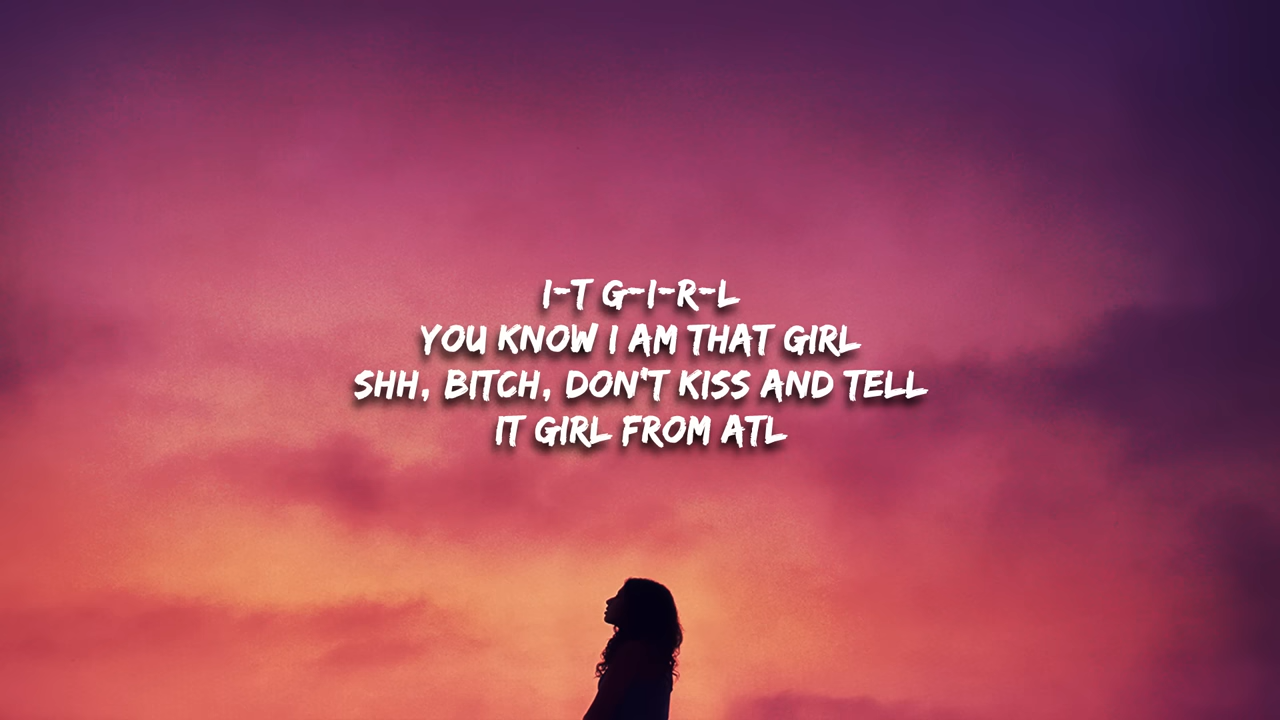 I-T G-I-R-L
YOU KNOW I AM THAT GIRL
SHH, BITCH, DON'T KISS AND TELL
IT GIRL FROM ATL